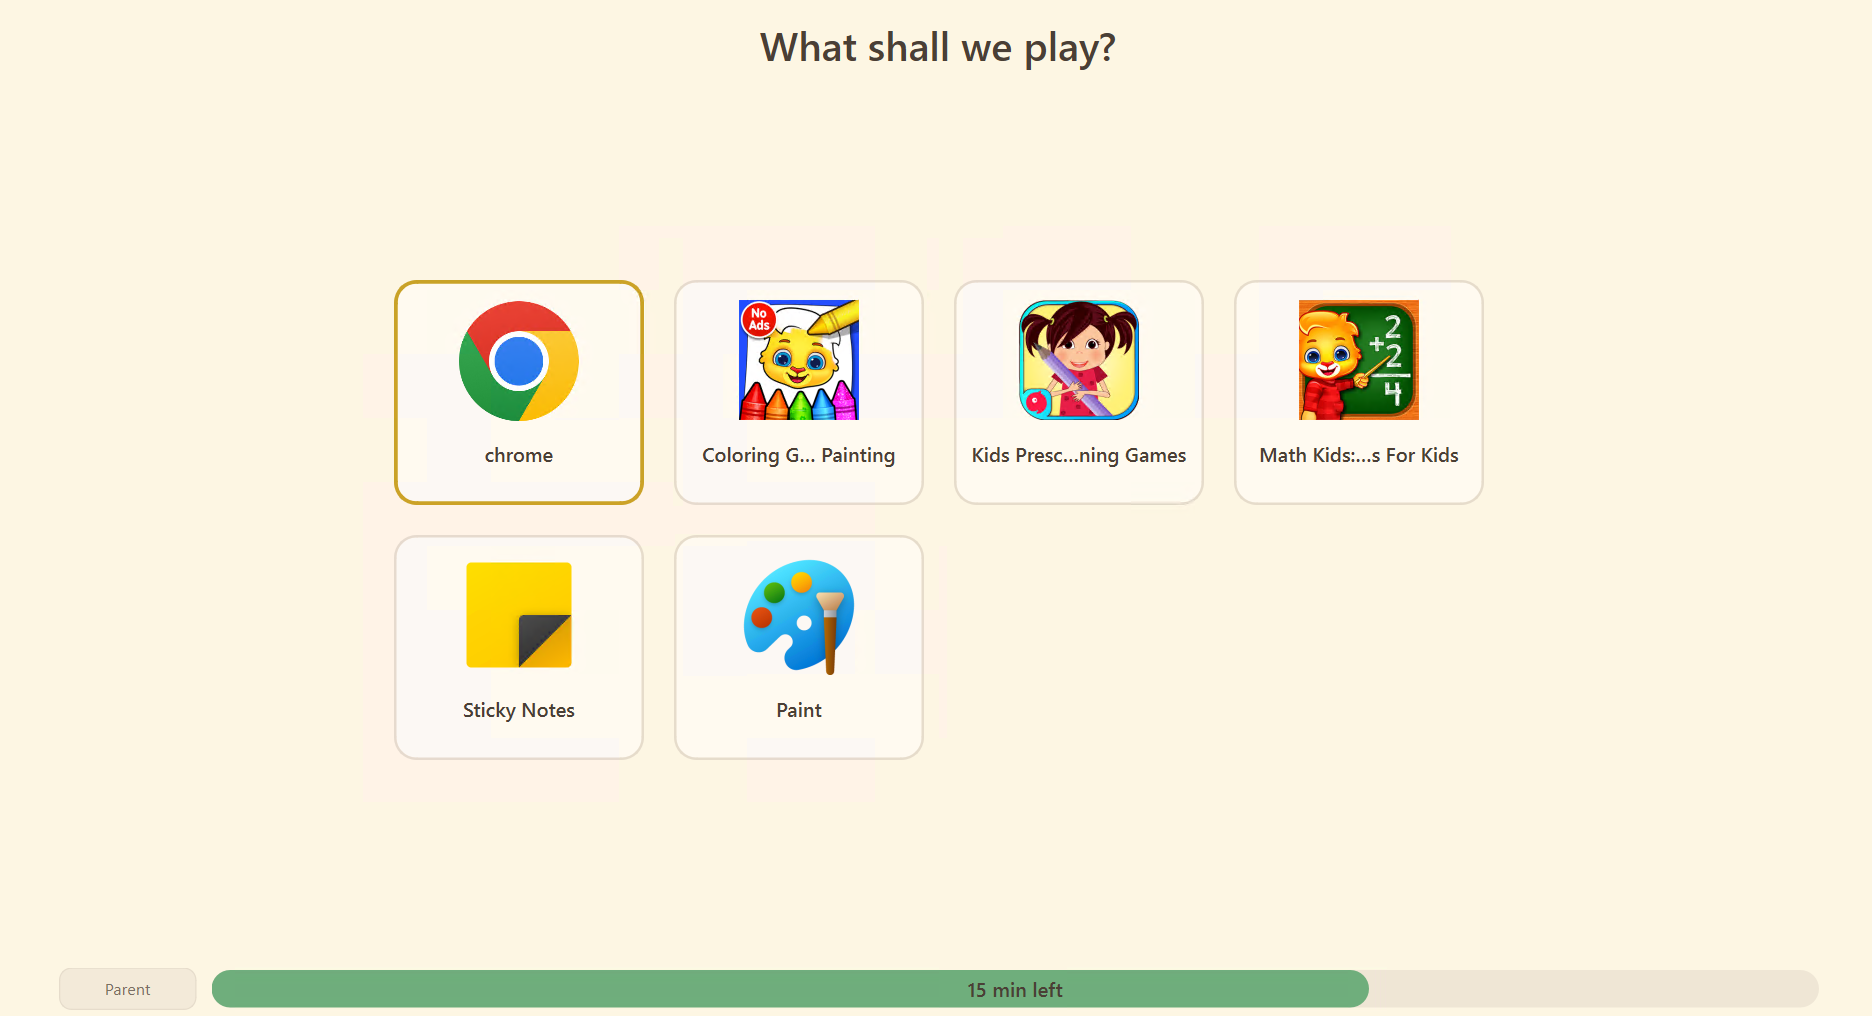 What shall we play?
chrome
No
Ads
Coloring G... Painting
Kids Presc...ning Games
2
+2
4
Math Kids:...s For Kids
Sticky Notes
Paint
Parent
15 min left